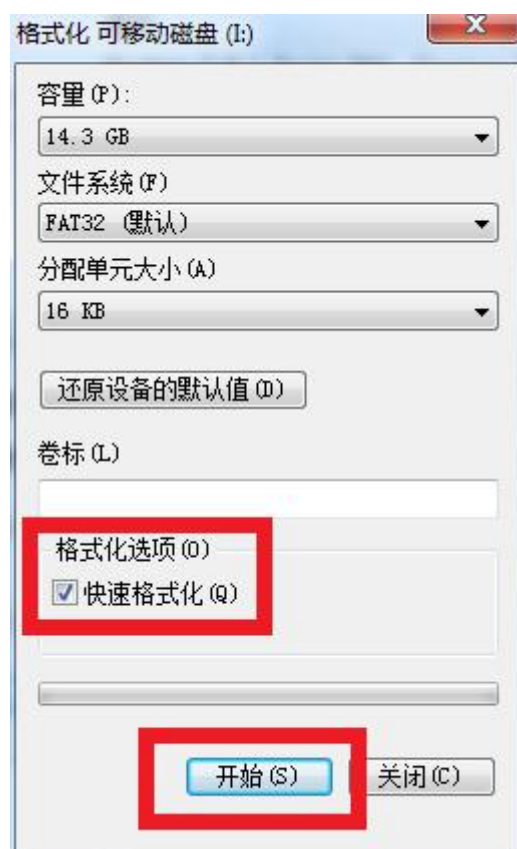 格式化 可移动磁盘 (I:)
容量(P):
14.3 GB
文件系统(F)
FAT32 (默认)
分配单元大小(A)
16 KB
还原设备的默认值(D)
卷标(L)
格式化选项(O)
快速格式化(Q)
开始(S)
关闭(C)